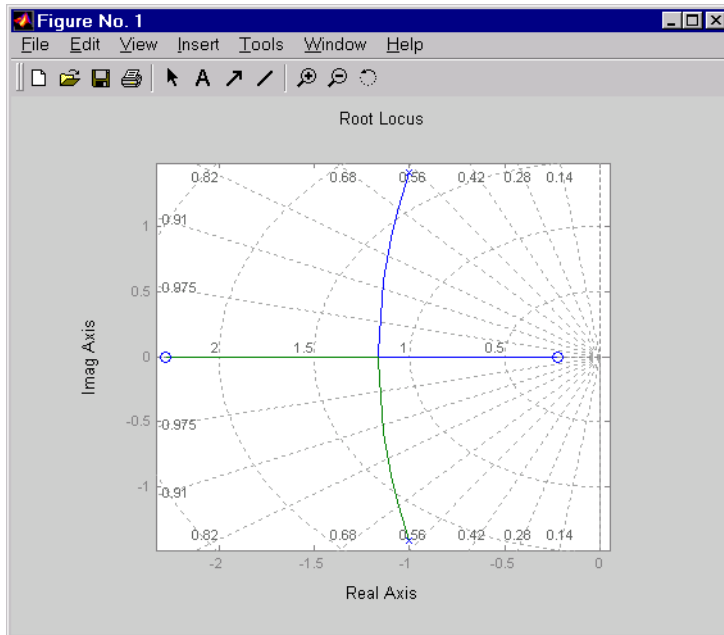 Figure No. 1
File Edit View Insert Tools Window Help
A
Root Locus
0.82 0.68 0.56 0.42 0.28 0.14
0.91
1
0.975
0.5
2 1.5 1 0.5
0
Imag Axis
0.975
-0.5
0.91
-1
0.82 0.68 0.56 0.42 0.28 0.14
-2 -1.5 -1 -0.5 0
Real Axis